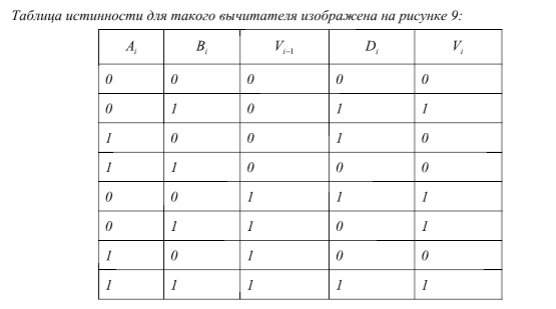 Таблица истинности для такого вычитателя изображена на рисунке 9:
A_i B_i V_{i-1} D_i V_i
0 0 0 0 0
0 1 0 1 1
1 0 0 1 0
1 1 0 0 0
0 0 1 1 1
0 1 1 0 1
1 0 1 0 0
1 1 1 1 1